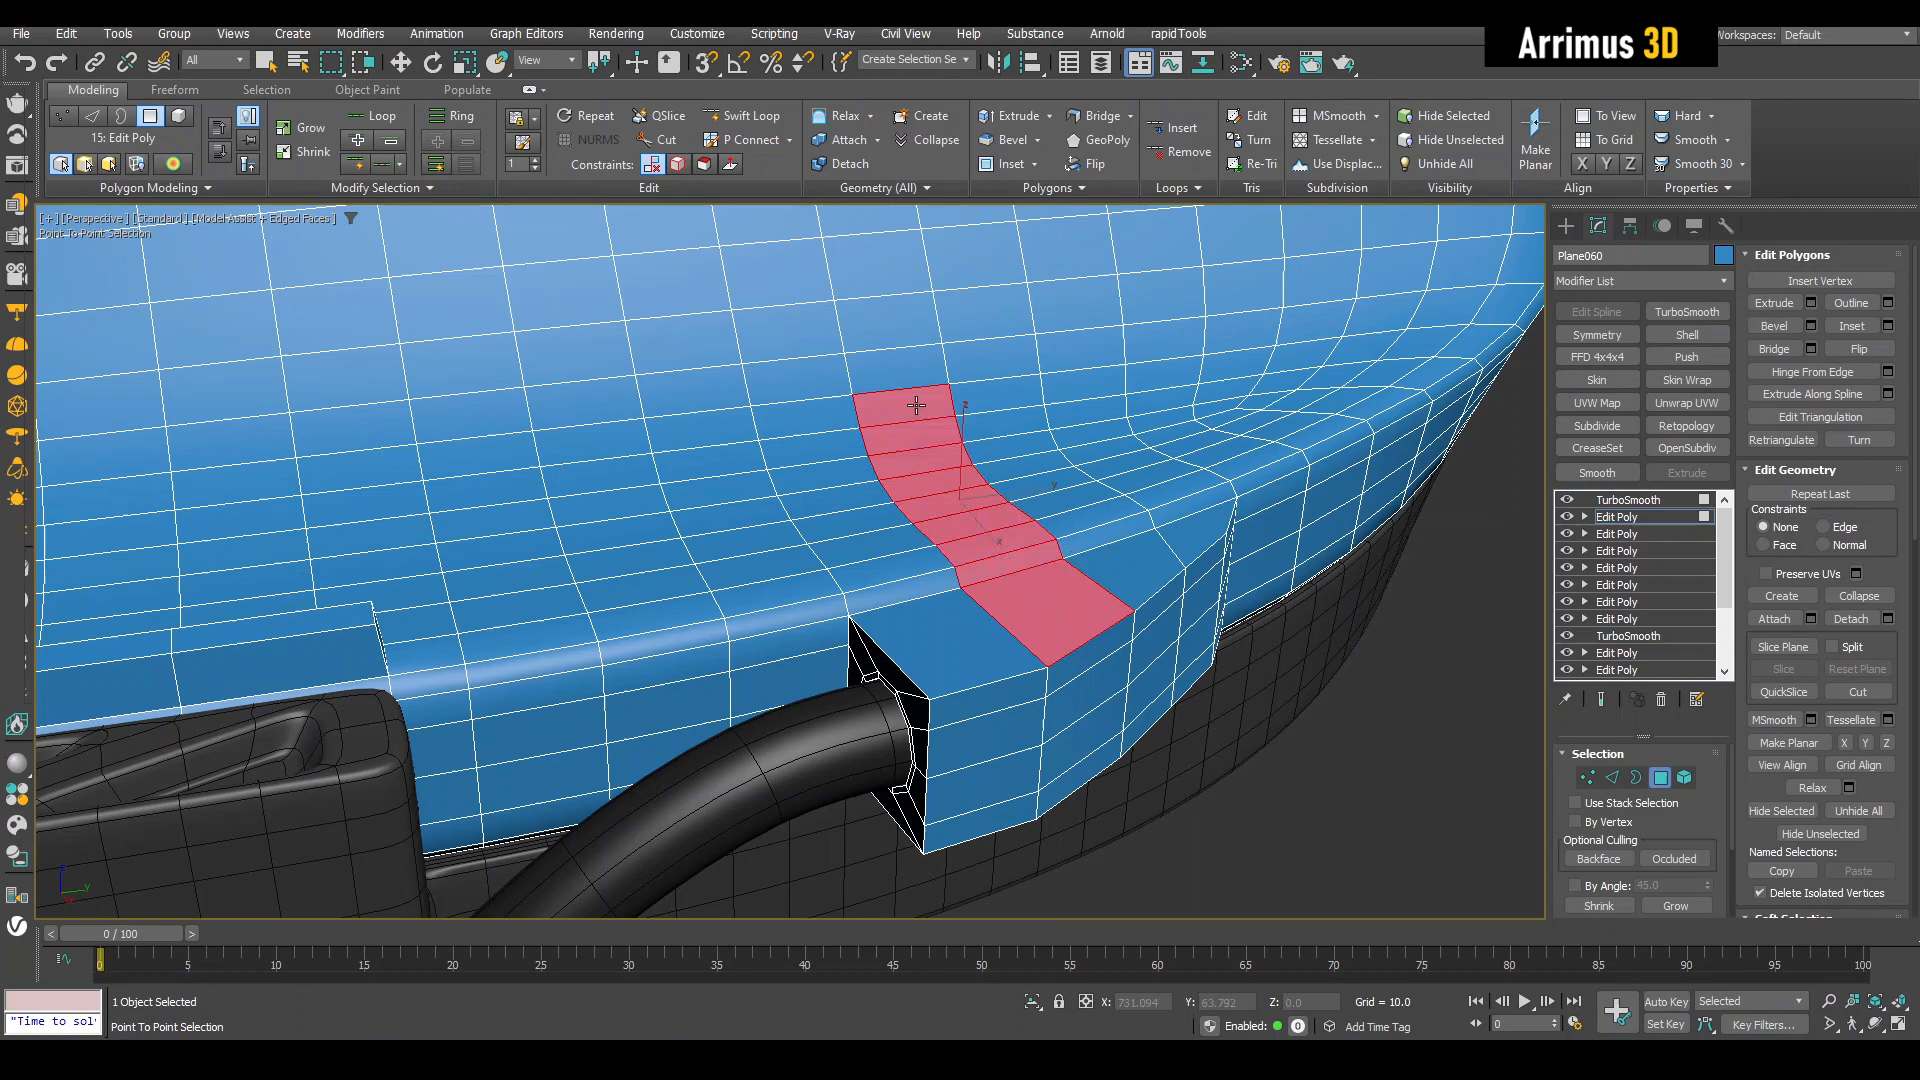 File Edit Tools Group Views Create Modifiers Animation Graph Editors Rendering Customize Scripting V-Ray Civil View Help Substance Arnold rapidTools
Arrimus 3D
Workspaces: Default
All View Create Selection Se
Modeling Freeform Selection Object Paint Populate
15: Edit Poly
Grow Shrink Loop Ring
Repeat QSlice Swift Loop
NURMS Cut P Connect
1 Constraints:
Relax Create
Attach Collapse
Detach
Extrude Bridge
Bevel GeoPoly
Inset Flip
Insert Remove
Edit Turn Re-Tri
MSmooth Tessellate Use Displac...
Hide Selected Hide Unselected Unhide All
Make Planar
To View To Grid X Y Z
Hard Smooth Smooth 30
Polygon Modeling Modify Selection Edit Geometry (All) Polygons Loops Tris Subdivision Visibility Align Properties
[+] [Perspective] [Standard] [Model Assist + Edged Faces]
Point To Point Selection
z
y
x
z
y
Plane060
Modifier List
Edit Spline TurboSmooth
Symmetry Shell
FFD 4x4x4 Push
Skin Skin Wrap
UVW Map Unwrap UVW
Subdivide Retopology
CreaseSet OpenSubdiv
Smooth Extrude
TurboSmooth
Edit Poly
Edit Poly
Edit Poly
Edit Poly
Edit Poly
Edit Poly
Edit Poly
TurboSmooth
Edit Poly
Edit Poly
Selection
Use Stack Selection
By Vertex
Optional Culling
Backface Occluded
By Angle: 45.0
Shrink Grow
Edit Polygons
Insert Vertex
Extrude Outline
Bevel Inset
Bridge Flip
Hinge From Edge
Extrude Along Spline
Edit Triangulation
Retriangulate Turn
Edit Geometry
Repeat Last
Constraints
None Edge
Face Normal
Preserve UVs
Create Collapse
Attach Detach
Slice Plane Split
Slice Reset Plane
QuickSlice Cut
MSmooth Tessellate
Make Planar X Y Z
View Align Grid Align
Relax
Hide Selected Unhide All
Hide Unselected
Named Selections:
Copy Paste
Delete Isolated Vertices
Soft Selection
< 0 / 100 >
0 5 10 15 20 25 30 35 40 45 50 55 60 65 70 75 80 85 90 95 100
1 Object Selected
"Time to sol
Point To Point Selection
X: 731.094 Y: 63.792 Z: 0.0 Grid = 10.0
Enabled: 0 Add Time Tag
0
Auto Key Selected
Set Key Key Filters...